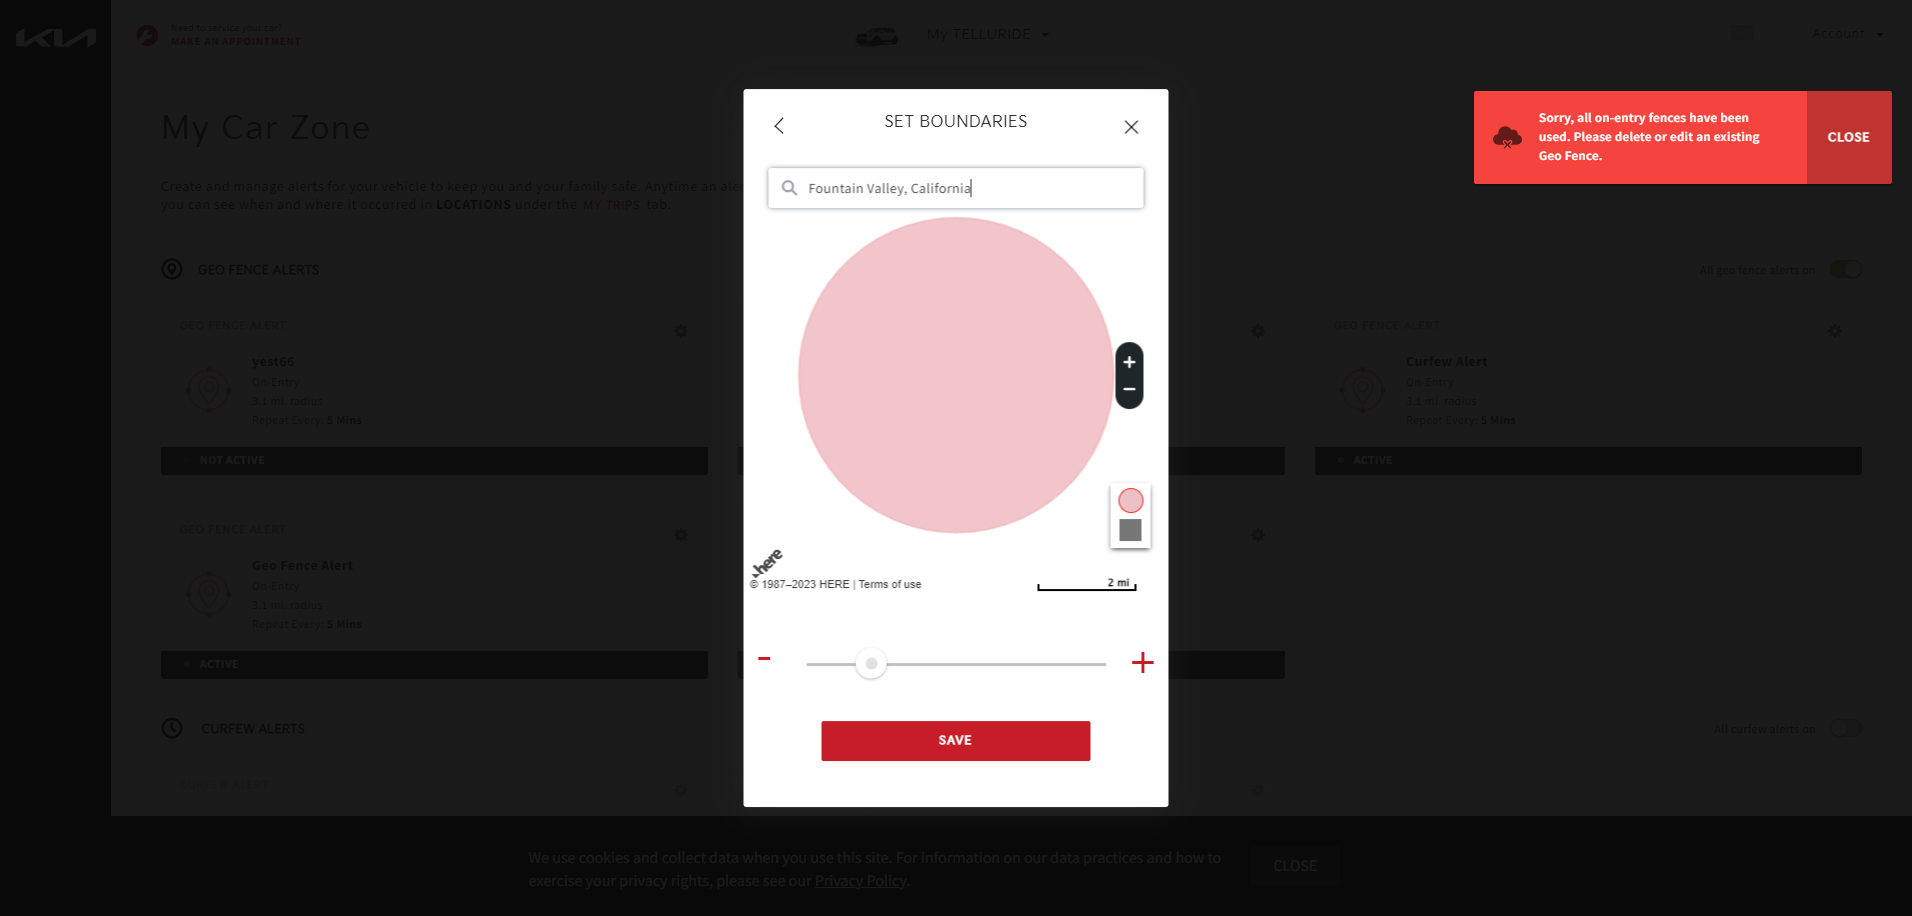 KIA
Need to service your car?
MAKE AN APPOINTMENT
My TELLURIDE
Account
My Car Zone
Create and manage alerts for your vehicle to keep you and your family safe. Anytime an
you can see when and where it occurred in LOCATIONS under the MY TRIPS tab.
GEO FENCE ALERTS
All geo fence alerts on
GEO FENCE ALERT
yest66
On-Entry
3.1 mi. radius
Repeat Every: 5 Mins
NOT ACTIVE
GEO FENCE ALERT
Curfew Alert
On-Entry
3.1 mi. radius
Repeat Every: 5 Mins
ACTIVE
GEO FENCE ALERT
Geo Fence Alert
On-Entry
3.1 mi. radius
Repeat Every: 5 Mins
ACTIVE
CURFEW ALERTS
All curfew alerts on
CURFEW ALERT
SET BOUNDARIES
Fountain Valley, California
here
© 1987–2023 HERE | Terms of use
2 mi
-
+
SAVE
Sorry, all on-entry fences have been
used. Please delete or edit an existing
Geo Fence.
CLOSE
We use cookies and collect data when you use this site. For information on our data practices and how to
exercise your privacy rights, please see our Privacy Policy.
CLOSE